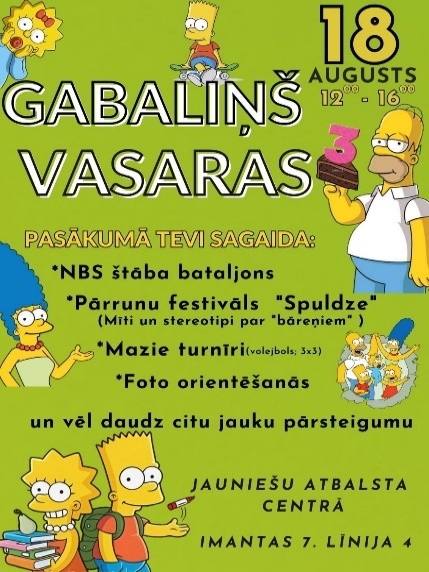 18
AUGUSTS
12⁰⁰ - 16⁰⁰
GABALIŅŠ
VASARAS
3
PASĀKUMĀ TEVI SAGAIDA:
*NBS štāba bataljons
*Pārrunu festivāls "Spuldze"
(Mīti un stereotipi par "bāreņiem" )
*Mazie turnīri(volejbols; 3x3)
*Foto orientēšanās
un vēl daudz citu jauku pārsteigumu
JAUNIEŠU ATBALSTA
CENTRĀ
IMANTAS 7. LĪNIJA 4